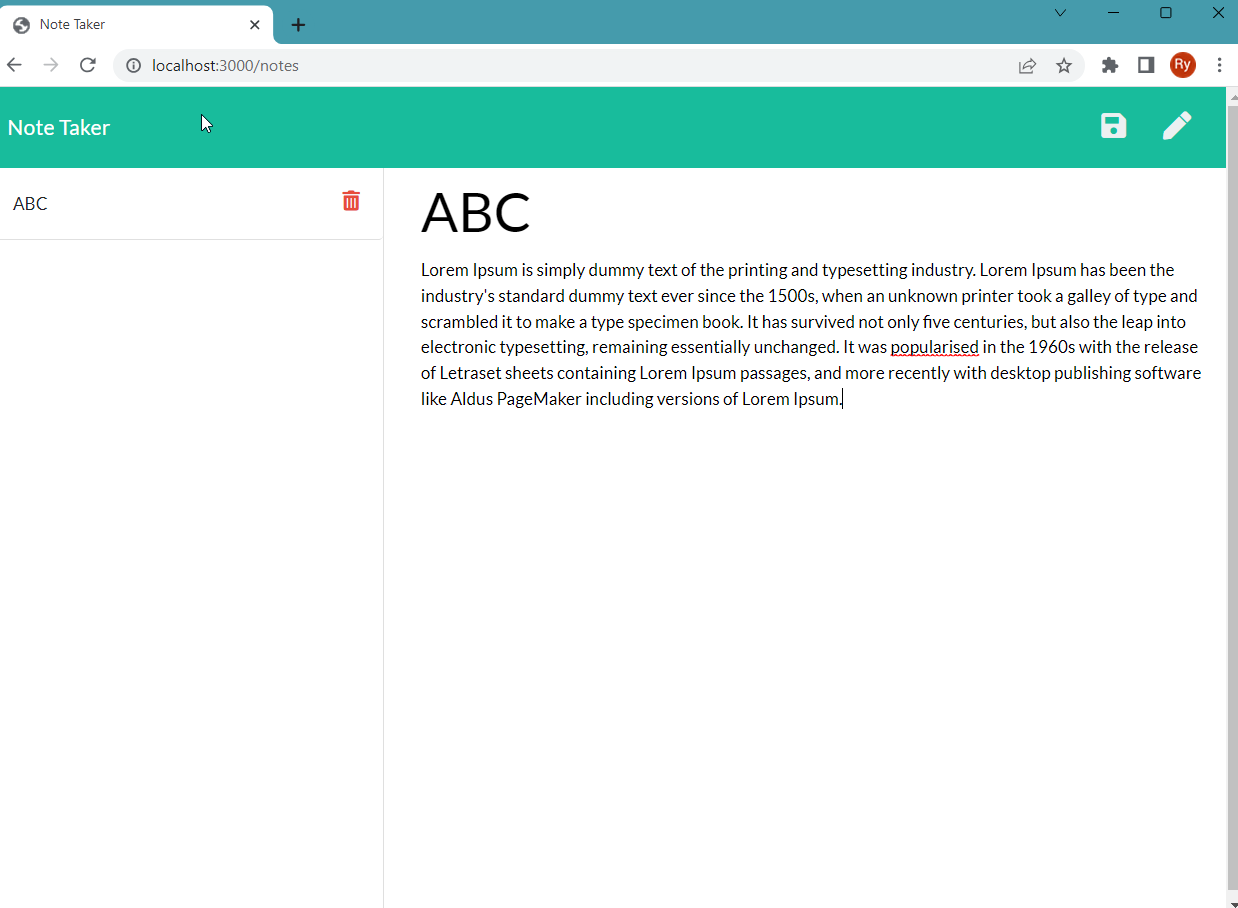 Note Taker
localhost:3000/notes
Ry
Note Taker
ABC
ABC
Lorem Ipsum is simply dummy text of the printing and typesetting industry. Lorem Ipsum has been the
industry's standard dummy text ever since the 1500s, when an unknown printer took a galley of type and
scrambled it to make a type specimen book. It has survived not only five centuries, but also the leap into
electronic typesetting, remaining essentially unchanged. It was popularised in the 1960s with the release
of Letraset sheets containing Lorem Ipsum passages, and more recently with desktop publishing software
like Aldus PageMaker including versions of Lorem Ipsum.